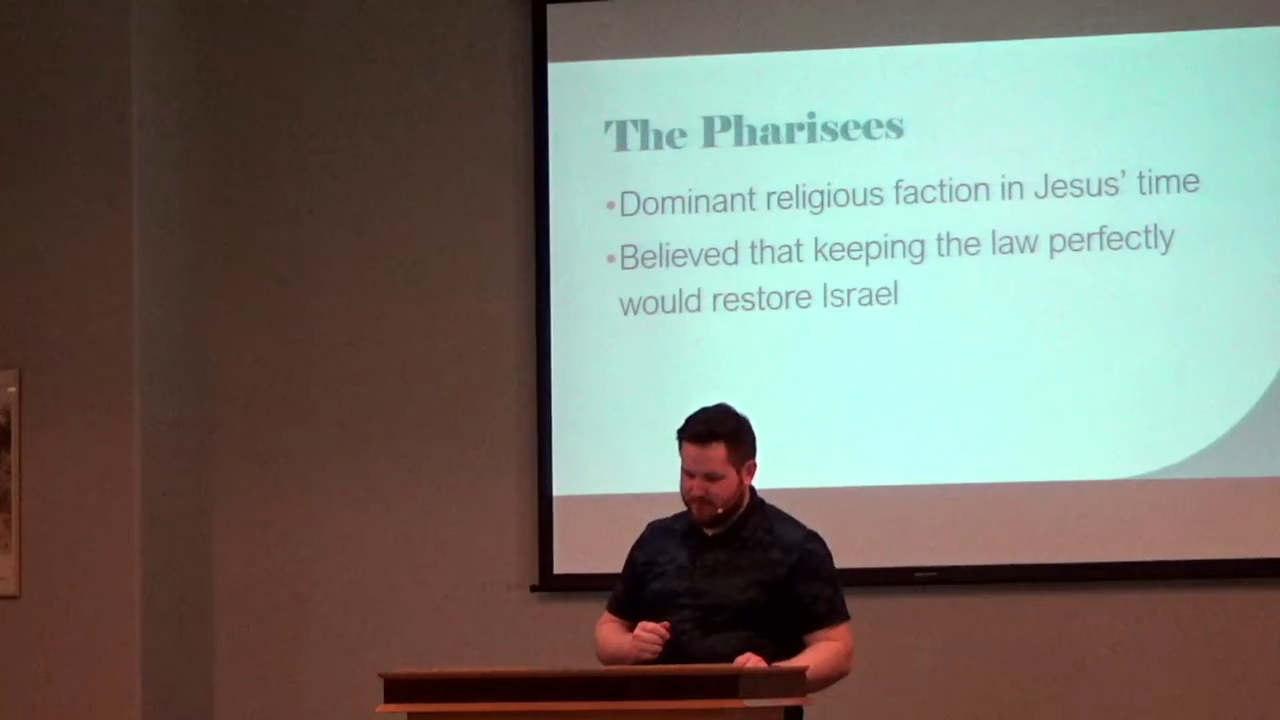 The Pharisees
•Dominant religious faction in Jesus’ time
•Believed that keeping the law perfectly
would restore Israel